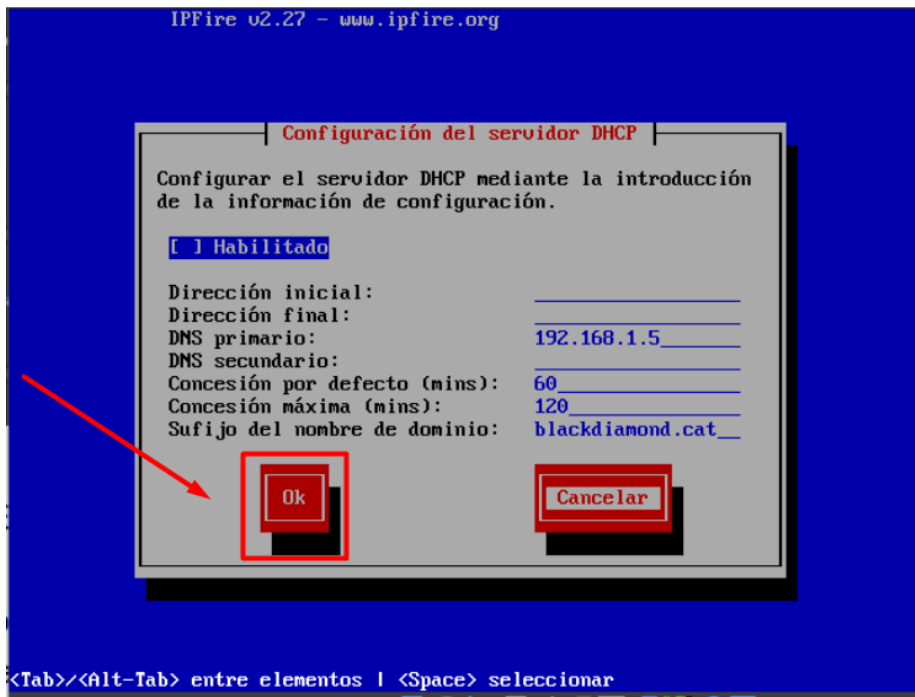 IPFire v2.27 - www.ipfire.org
Configuración del servidor DHCP
Configurar el servidor DHCP mediante la introducción
de la información de configuración.
[ ] Habilitado
Dirección inicial:
Dirección final:
DNS primario: 192.168.1.5
DNS secundario:
Concesión por defecto (mins): 60
Concesión máxima (mins): 120
Sufijo del nombre de dominio: blackdiamond.cat
Ok Cancelar
<Tab>/<Alt-Tab> entre elementos | <Space> seleccionar